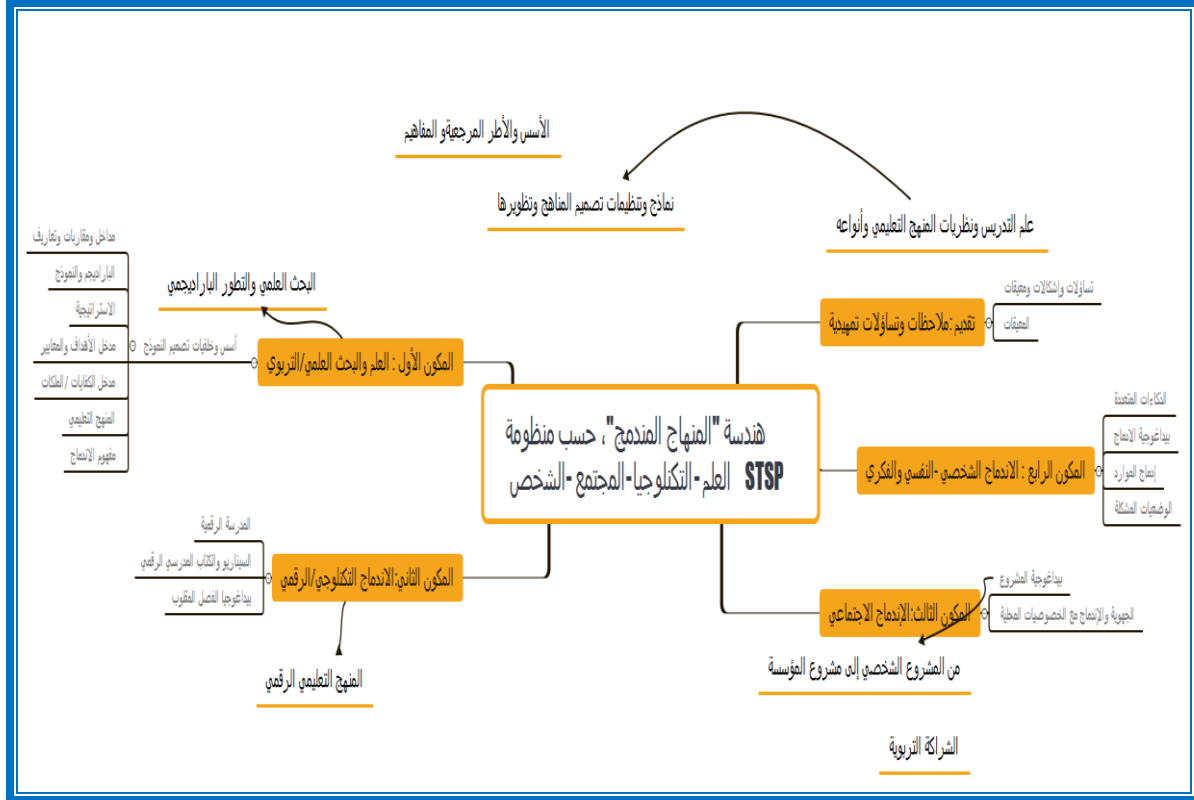 الأسس والأطر المرجعيةو المفاهيم
نماذج وتنظيمات تصميم المناهج وتطويرها
علم التدريس ونظريات المنهج التعليمي وأنواعه
هندسة "المنهاج المندمج"، حسب منظومة
STSP العلم - التكنلوجيا-المجتمع -الشخص
تقديم :ملاحظات وتساؤلات تمهيدية
تساؤلات وإشكالات ومعيقات
المعيقات
المكون الأول : العلم والبحث العلمي/التربوي
البحث العلمي والتطور الباراديجمي
أسس وخلفيات تصميم النموذج
مداخل ومقاربات وتعاريف
الباراديجم والنموذج
الاستراتيجية
مدخل الأهداف والمعايير
مدخل الكفايات /الملكات
المنهج التعليمي
مفهوم الاندماج
المكون الرابع : الاندماج الشخصي -النفسي والفكري
الذكاءات المتعددة
بيداغوجية الادماج
إدماج الموارد
الوضعيات المشكلة
المكون الثاني:الاندماج التكنلوجي/الرقمي
المدرسة الرقمية
السيناريو والكتاب المدرسي الرقمي
بيداغوجيا الفصل المقلوب
المنهج التعليمي الرقمي
المكون الثالث:الإندماج الاجتماعي
بيداغوجية المشروع
الجهوية والإندماج مع الخصوصيات المحلية
من المشروع الشخصي إلى مشروع المؤسسة
الشراكة التربوية